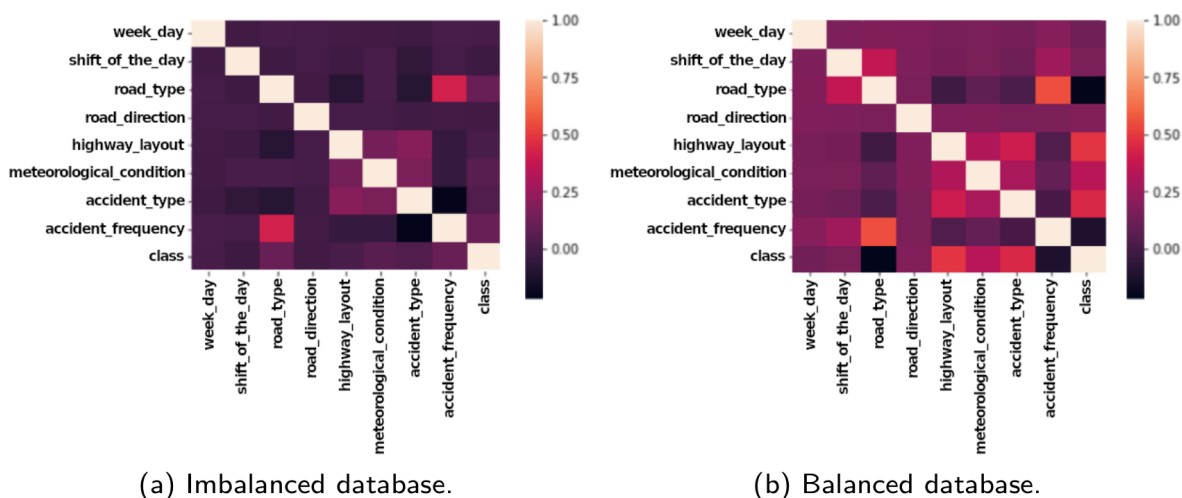 week_day
shift_of_the_day
road_type
road_direction
highway_layout
meteorological_condition
accident_type
accident_frequency
class
week_day
shift_of_the_day
road_type
road_direction
highway_layout
meteorological_condition
accident_type
accident_frequency
class
1.00
0.75
0.50
0.25
0.00
(a) Imbalanced database.
week_day
shift_of_the_day
road_type
road_direction
highway_layout
meteorological_condition
accident_type
accident_frequency
class
week_day
shift_of_the_day
road_type
road_direction
highway_layout
meteorological_condition
accident_type
accident_frequency
class
1.00
0.75
0.50
0.25
0.00
(b) Balanced database.